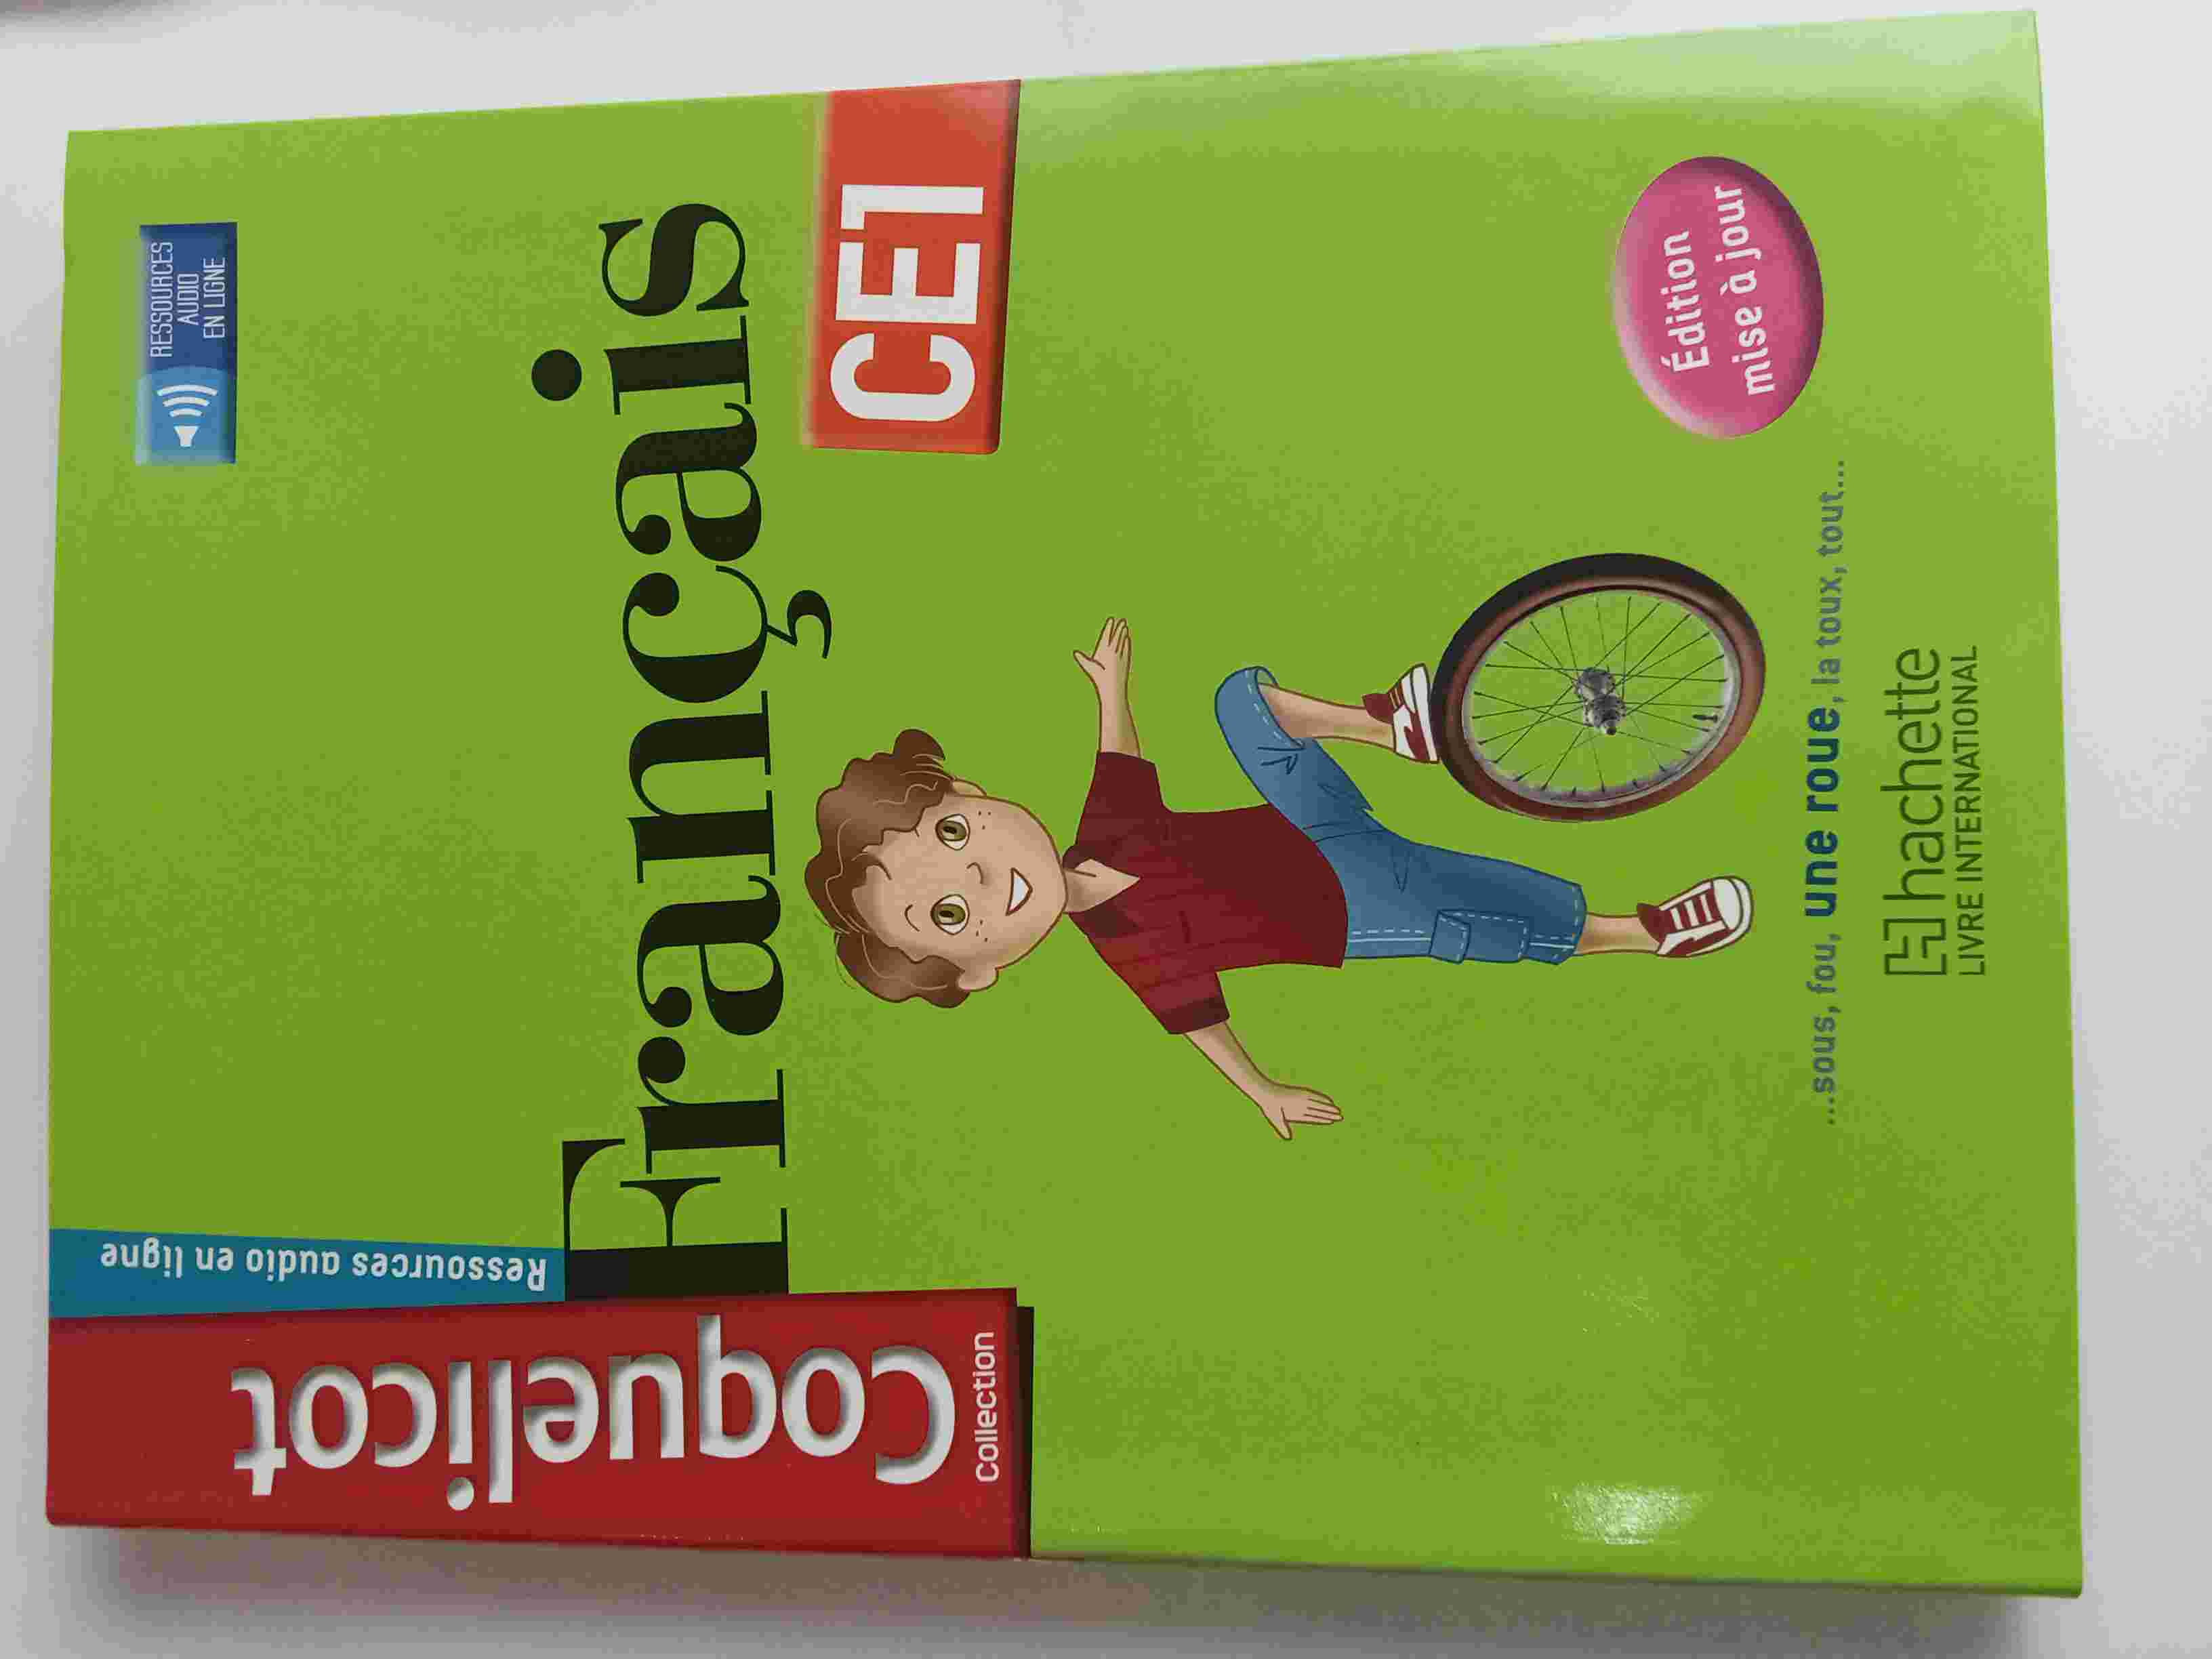 RESSOURCES
AUDIO
EN LIGNE
Ressources audio en ligne
Collection
Coquelicot
Français
CE1
Édition
mise à jour
...sous, fou, une roue, la toux, tout...
hachette
LIVRE INTERNATIONAL